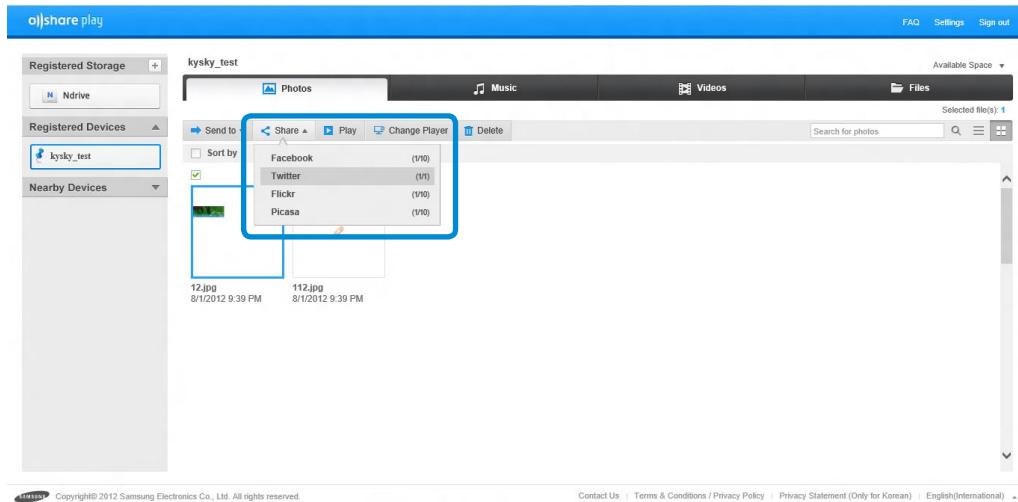 allshare play
FAQ Settings Sign out
Registered Storage +
N Ndrive
Registered Devices
kysky_test
Nearby Devices
kysky_test
Available Space
Photos Music Videos Files
Selected file(s): 1
Send to Share Play Change Player Delete
Search for photos
Sort by
Facebook (1/10)
Twitter (1/1)
Flickr (1/10)
Picasa (1/10)
12.jpg
8/1/2012 9:39 PM
112.jpg
8/1/2012 9:39 PM
SAMSUNG Copyright© 2012 Samsung Electronics Co., Ltd. All rights reserved.
Contact Us | Terms & Conditions / Privacy Policy | Privacy Statement (Only for Korean) | English(International)